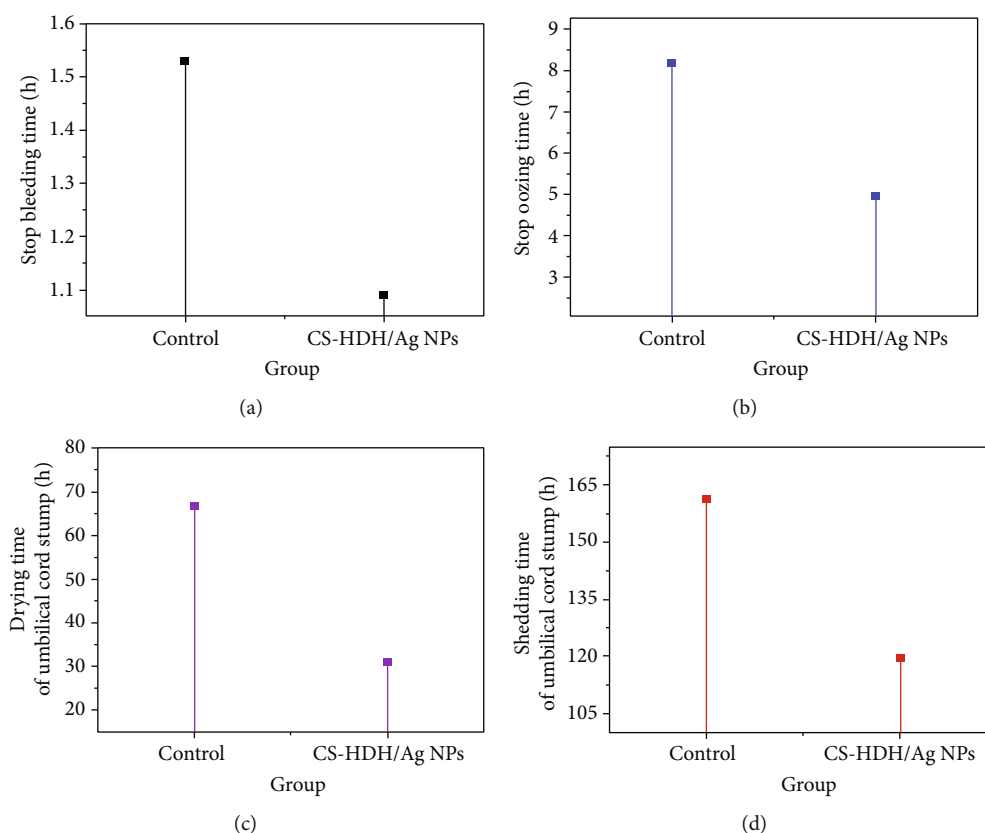 Stop bleeding time (h)
1.6
1.5
1.4
1.3
1.2
1.1
Control
CS-HDH/Ag NPs
Group
(a)
Stop oozing time (h)
9
8
7
6
5
4
3
Control
CS-HDH/Ag NPs
Group
(b)
Drying time
of umbilical cord stump (h)
80
70
60
50
40
30
20
Control
CS-HDH/Ag NPs
Group
(c)
Shedding time
of umbilical cord stump (h)
165
150
135
120
105
Control
CS-HDH/Ag NPs
Group
(d)